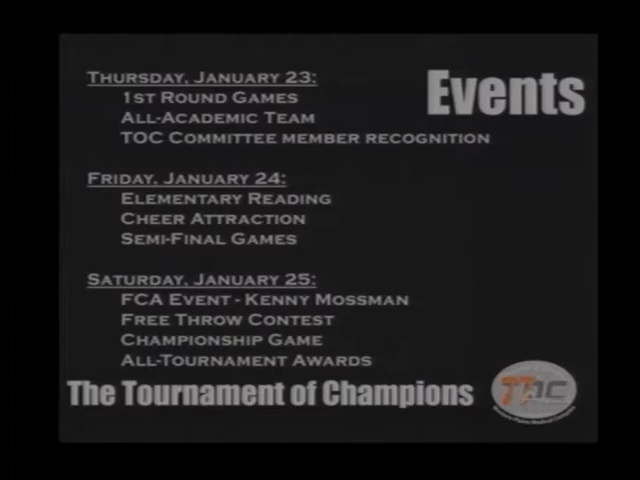 Events
THURSDAY, JANUARY 23:
1ST ROUND GAMES
ALL-ACADEMIC TEAM
TOC COMMITTEE MEMBER RECOGNITION
FRIDAY, JANUARY 24:
ELEMENTARY READING
CHEER ATTRACTION
SEMI-FINAL GAMES
SATURDAY, JANUARY 25:
FCA EVENT - KENNY MOSSMAN
FREE THROW CONTEST
CHAMPIONSHIP GAME
ALL-TOURNAMENT AWARDS
The Tournament of Champions
TOC